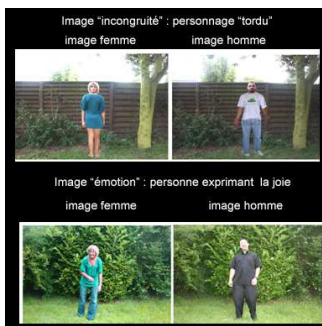 Image “incongruité” : personnage “tordu”
image femme image homme
Image “émotion” : personne exprimant la joie
image femme image homme